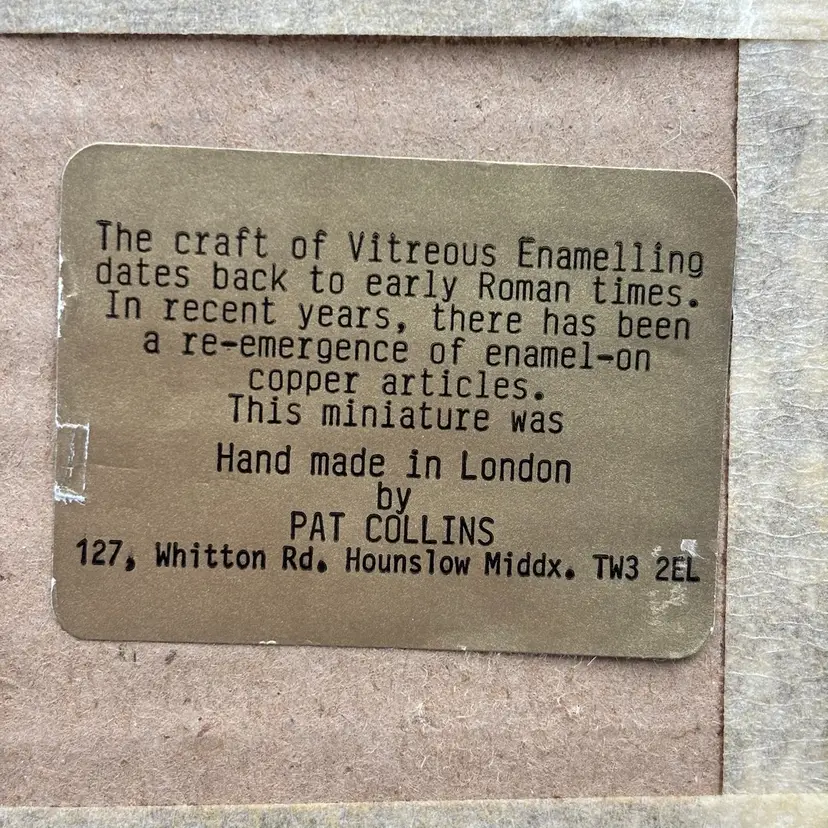 The craft of Vitreous Enamelling
dates back to early Roman times.
In recent years, there has been
a re-emergence of enamel-on
copper articles.
This miniature was
Hand made in London
by
PAT COLLINS
127, Whitton Rd. Hounslow Middx. TW3 2EL